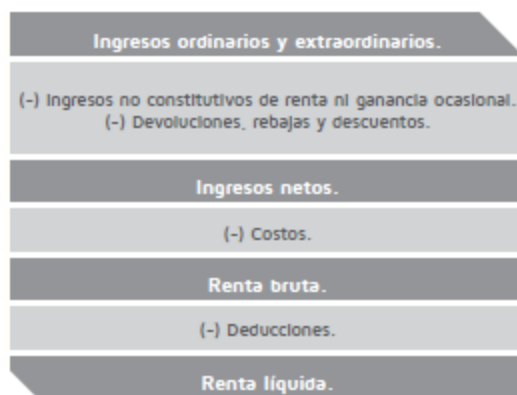 Ingresos ordinarios y extraordinarios.
(-) Ingresos no constitutivos de renta ni ganancia ocasional.
(-) Devoluciones, rebajas y descuentos.
Ingresos netos.
(-) Costos.
Renta bruta.
(-) Deducciones.
Renta líquida.